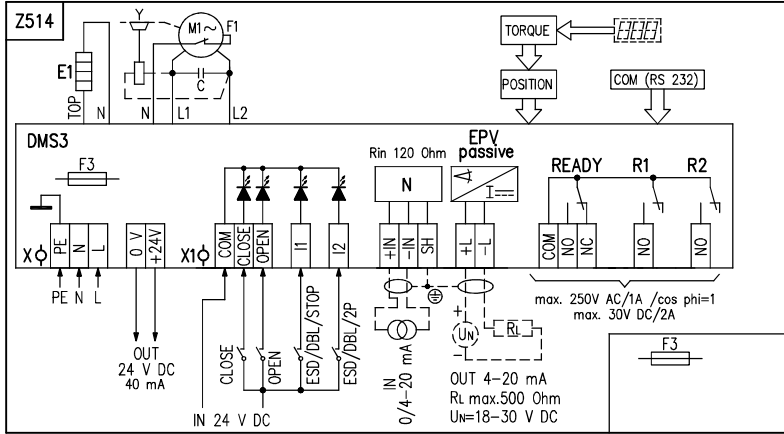 Z514
Y
M1~
F1
E1
C
TOP
N
N
L1
L2
TORQUE
POSITION
COM (RS 232)
DMS3
F3
Rin 120 Ohm
N
EPV
passive
I
READY
R1
R2
X
PE
N
L
0 V
+24V
X1
COM
CLOSE
OPEN
I1
I2
+IN
-IN
SH
+L
-L
COM
NO
NC
NO
NO
PE N L
OUT
24 V DC
40 mA
CLOSE
OPEN
ESD/DBL/STOP
ESD/DBL/2P
IN 24 V DC
IN
0/4-20 mA
+
UN
-
RL
OUT 4-20 mA
RL max.500 Ohm
UN=18-30 V DC
max. 250V AC/1A /cos phi=1
max. 30V DC/2A
F3